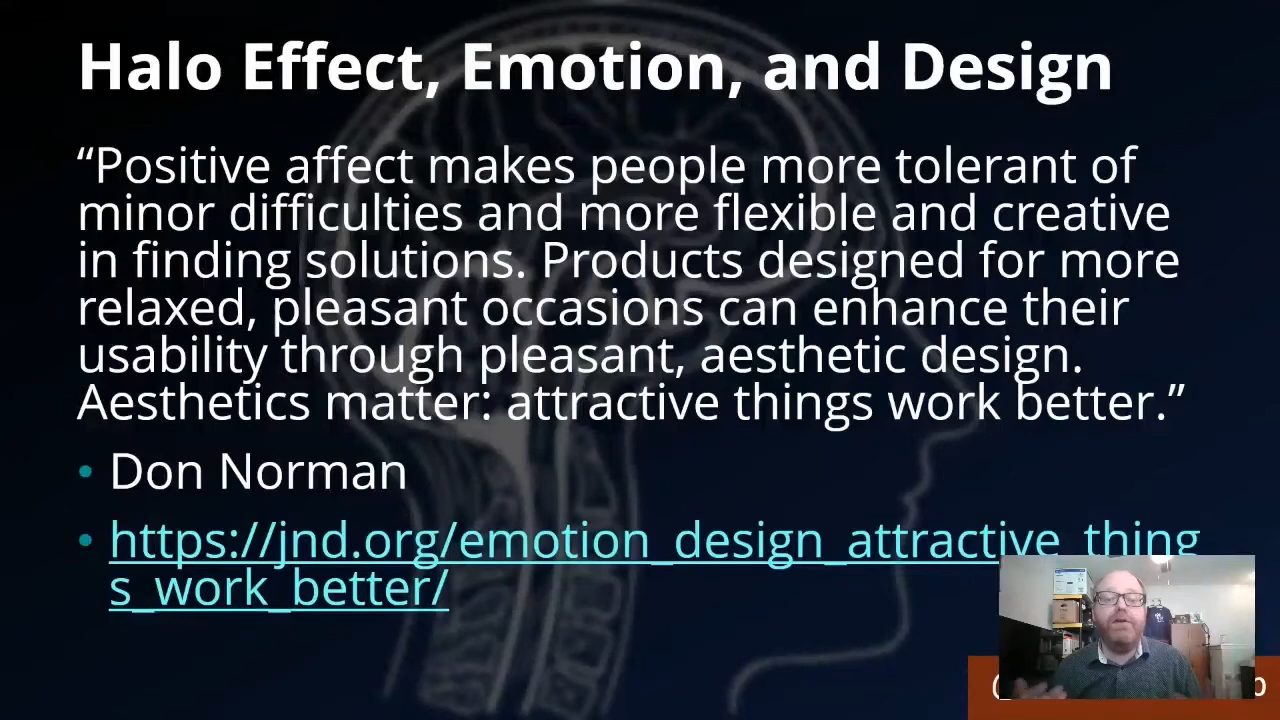 Halo Effect, Emotion, and Design
“Positive affect makes people more tolerant of
minor difficulties and more flexible and creative
in finding solutions. Products designed for more
relaxed, pleasant occasions can enhance their
usability through pleasant, aesthetic design.
Aesthetics matter: attractive things work better.”
• Don Norman
• https://jnd.org/emotion_design_attractive_thing
s_work_better/